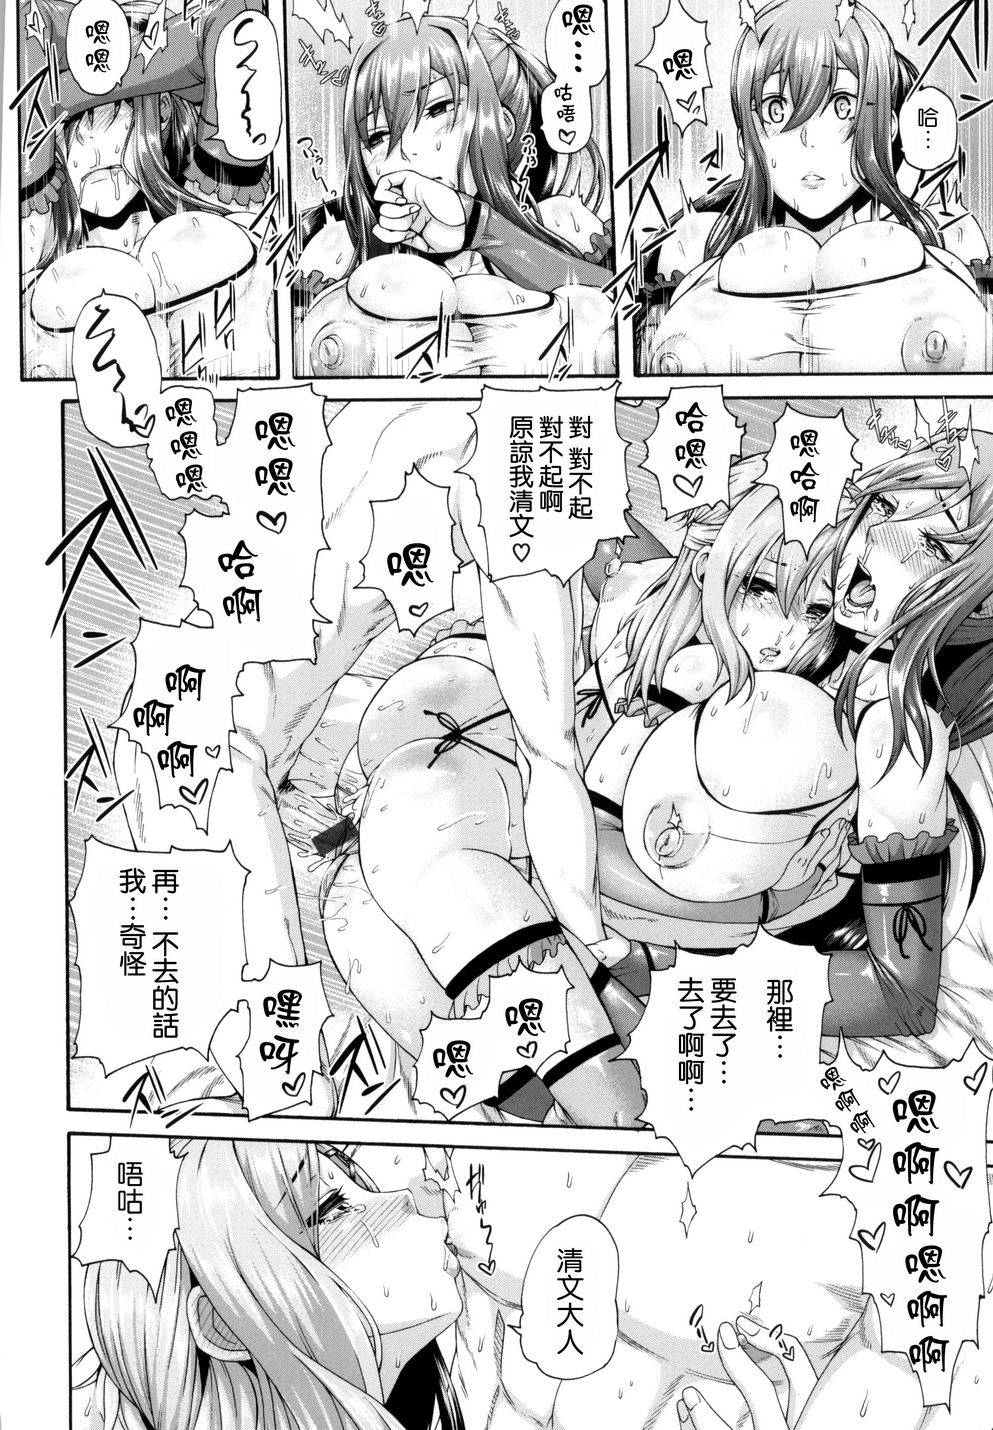 哈…
嗯
嗯…
咕唔
嗯
嗯
嗯哈啊
哈嗯
對對不起
對不起啊
原諒我清文♡
嗯
嗯嗯
嗯嗯嗯
哈啊
啊啊啊
那裡…
要去了…
去了啊啊…
嗯
嗯
嘿呀
再…不去的話
我…奇怪
嗯啊啊
嗯啊啊嗯啊啊
清文大人
唔咕…